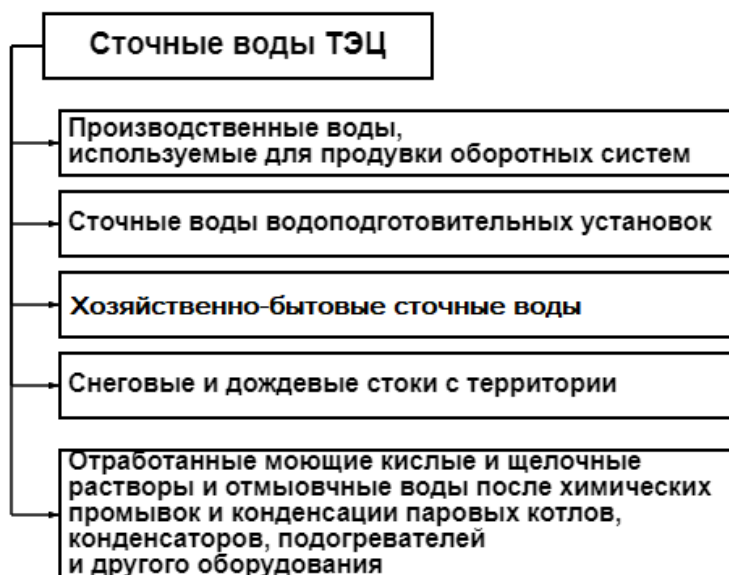 Сточные воды ТЭЦ
Производственные воды,
используемые для продувки оборотных систем
Сточные воды водоподготовительных установок
Хозяйственно-бытовые сточные воды
Снеговые и дождевые стоки с территории
Отработанные моющие кислые и щелочные
растворы и отмыовчные воды после химических
промывок и конденсации паровых котлов,
конденсаторов, подогревателей
и другого оборудования